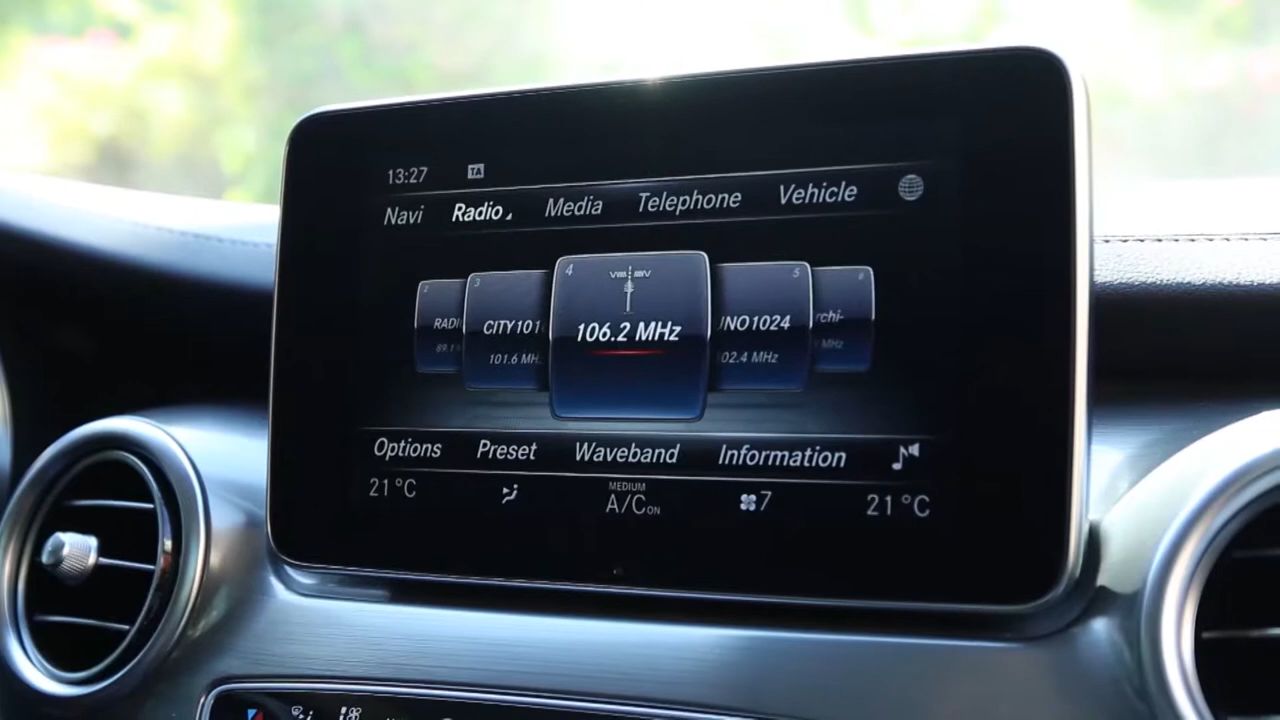 13:27 TA
Navi Radio Media Telephone Vehicle
2 3 4 5 6
RADI CITY101 106.2 MHz UNO1024 rchi-
89.1 101.6 MH 02.4 MHz MHz
Options Preset Waveband Information
21°C MEDIUM A/C ON 7 21°C